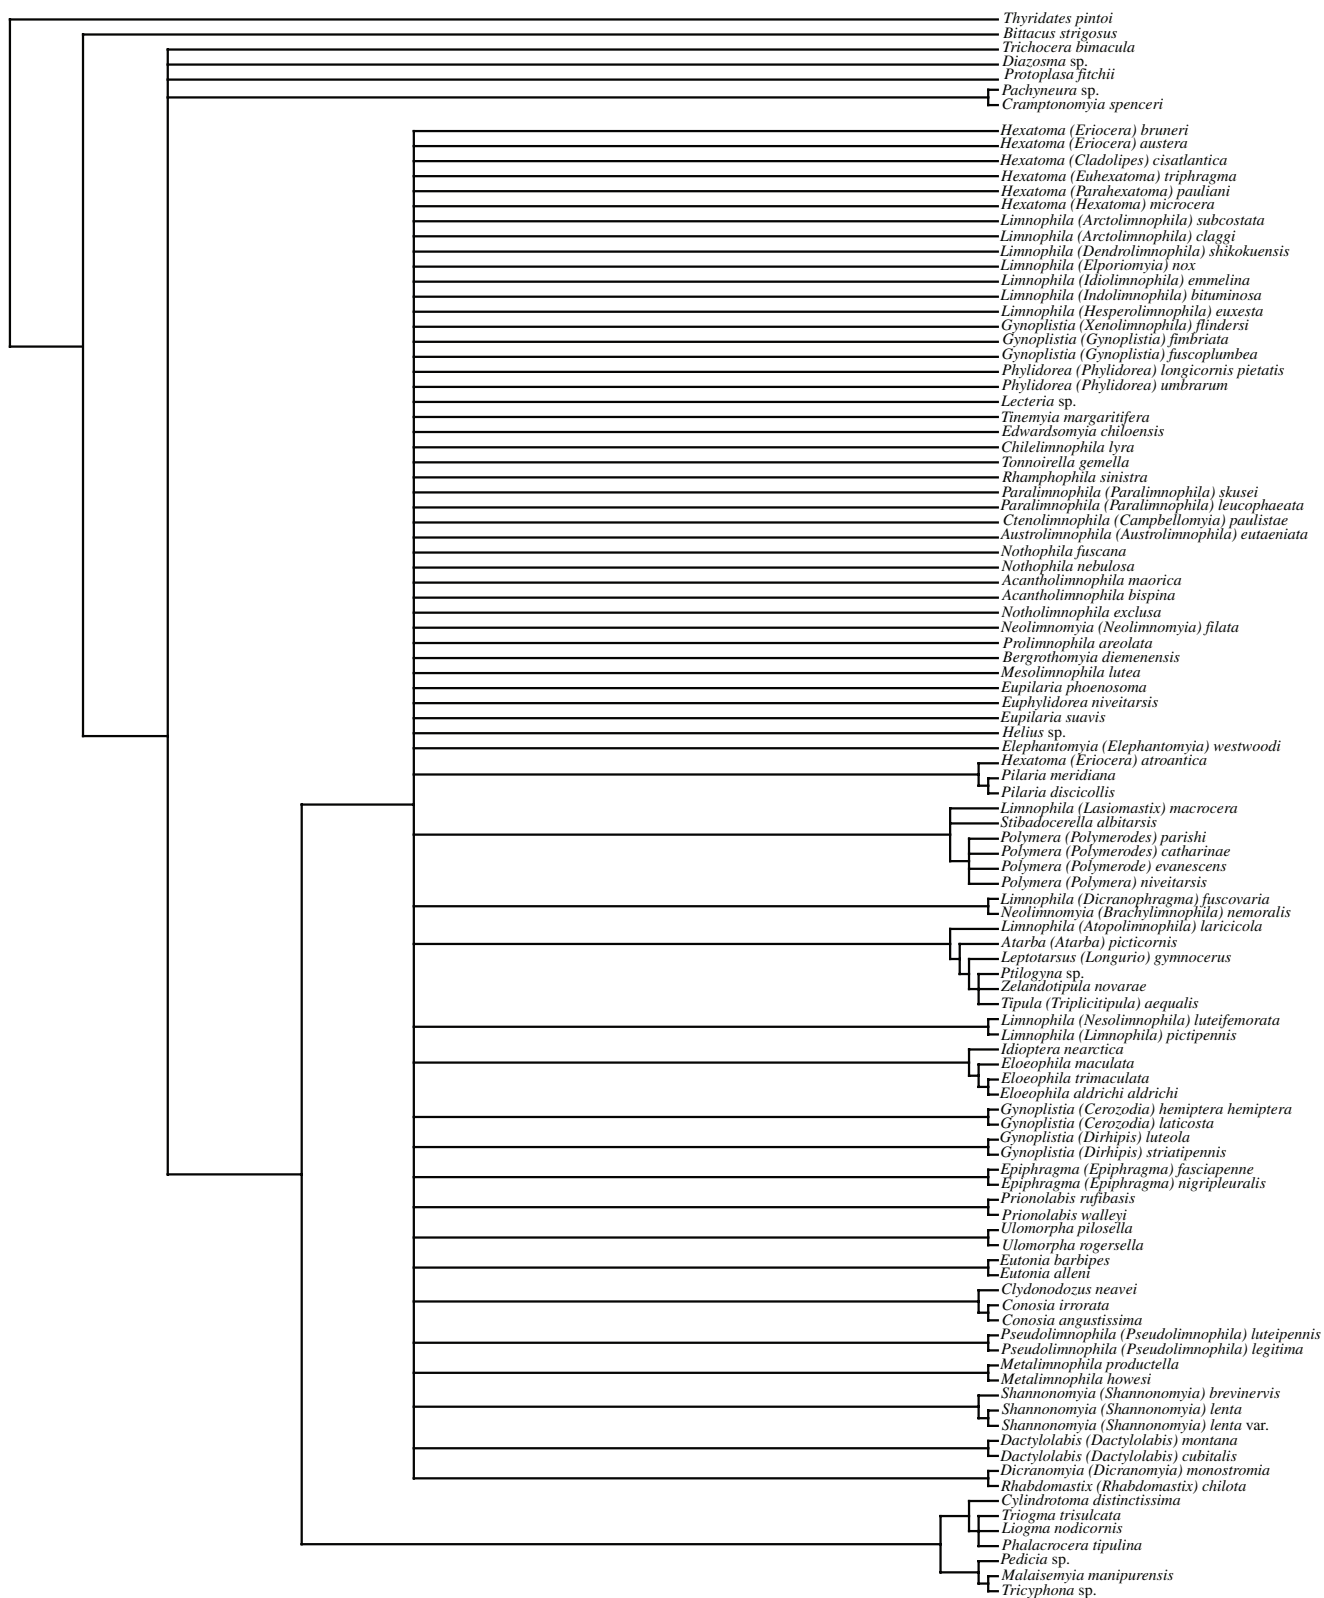 Thyridates pintoi
Bittacus strigosus
Trichocera bimacula
Diazosma sp.
Protoplasa fitchii
Pachyneura sp.
Cramptonomyia spenceri
Hexatoma (Eriocera) bruneri
Hexatoma (Eriocera) austera
Hexatoma (Cladolipes) cisatlantica
Hexatoma (Euhexatoma) triphragma
Hexatoma (Parahexatoma) pauliani
Hexatoma (Hexatoma) microcera
Limnophila (Arctolimnophila) subcostata
Limnophila (Arctolimnophila) claggi
Limnophila (Dendrolimnophila) shikokuensis
Limnophila (Elporiomyia) nox
Limnophila (Idiolimnophila) emmelina
Limnophila (Indolimnophila) bituminosa
Limnophila (Hesperolimnophila) euxesta
Gynoplistia (Xenolimnophila) flindersi
Gynoplistia (Gynoplistia) fimbriata
Gynoplistia (Gynoplistia) fuscoplumbea
Phylidorea (Phylidorea) longicornis pietatis
Phylidorea (Phylidorea) umbrarum
Lecteria sp.
Tinemyia margaritifera
Edwardsomyia chiloensis
Chilelimnophila lyra
Tonnoirella gemella
Rhamphophila sinistra
Paralimnophila (Paralimnophila) skusei
Paralimnophila (Paralimnophila) leucophaeata
Ctenolimnophila (Campbellomyia) paulistae
Austrolimnophila (Austrolimnophila) eutaeniata
Nothophila fuscana
Nothophila nebulosa
Acantholimnophila maorica
Acantholimnophila bispina
Notholimnophila exclusa
Neolimnomyia (Neolimnomyia) filata
Prolimnophila areolata
Bergrothomyia diemenensis
Mesolimnophila lutea
Eupilaria phoenosoma
Euphylidorea niveitarsis
Eupilaria suavis
Helius sp.
Elephantomyia (Elephantomyia) westwoodi
Hexatoma (Eriocera) atroantica
Pilaria meridiana
Pilaria discicollis
Limnophila (Lasiomastix) macrocera
Stibadocerella albitarsis
Polymera (Polymerodes) parishi
Polymera (Polymerodes) catharinae
Polymera (Polymerode) evanescens
Polymera (Polymera) niveitarsis
Limnophila (Dicranophragma) fuscovaria
Neolimnomyia (Brachylimnophila) nemoralis
Limnophila (Atopolimnophila) laricicola
Atarba (Atarba) picticornis
Leptotarsus (Longurio) gymnocerus
Ptilogyna sp.
Zelandotipula novarae
Tipula (Triplicitipula) aequalis
Limnophila (Nesolimnophila) luteifemorata
Limnophila (Limnophila) pictipennis
Idioptera nearctica
Eloeophila maculata
Eloeophila trimaculata
Eloeophila aldrichi aldrichi
Gynoplistia (Cerozodia) hemiptera hemiptera
Gynoplistia (Cerozodia) laticosta
Gynoplistia (Dirhipis) luteola
Gynoplistia (Dirhipis) striatipennis
Epiphragma (Epiphragma) fasciapenne
Epiphragma (Epiphragma) nigripleuralis
Prionolabis rufibasis
Prionolabis walleyi
Ulomorpha pilosella
Ulomorpha rogersella
Eutonia barbipes
Eutonia alleni
Clydonodozus neavei
Conosia irrorata
Conosia angustissima
Pseudolimnophila (Pseudolimnophila) luteipennis
Pseudolimnophila (Pseudolimnophila) legitima
Metalimnophila productella
Metalimnophila howesi
Shannonomyia (Shannonomyia) brevinervis
Shannonomyia (Shannonomyia) lenta
Shannonomyia (Shannonomyia) lenta var.
Dactylolabis (Dactylolabis) montana
Dactylolabis (Dactylolabis) cubitalis
Dicranomyia (Dicranomyia) monostromia
Rhabdomastix (Rhabdomastix) chilota
Cylindrotoma distinctissima
Triogma trisulcata
Liogma nodicornis
Phalacrocera tipulina
Pedicia sp.
Malaisemyia manipurensis
Tricyphona sp.